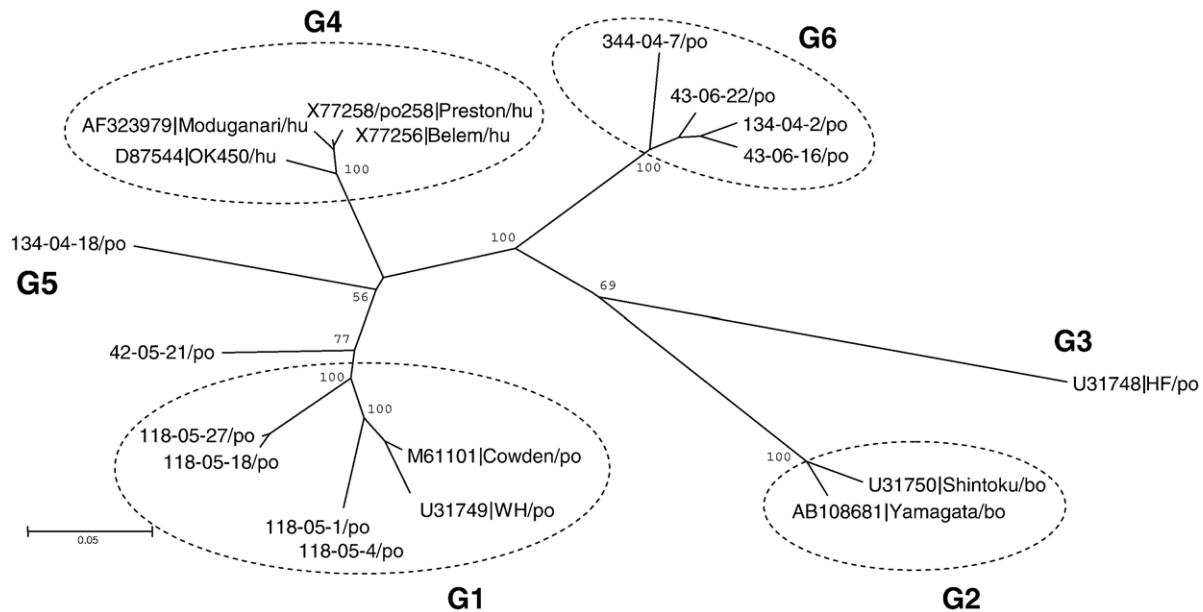 G4
G6
344-04-7/po
X77258/po258|Preston/hu
43-06-22/po
AF323979|Moduganari/hu
X77256|Belem/hu
134-04-2/po
D87544|OK450/hu
43-06-16/po
100
100
134-04-18/po
100
G5
56
69
77
G3
42-05-21/po
U31748|HF/po
100
100
118-05-27/po
118-05-18/po
M61101|Cowden/po
100
U31750|Shintoku/bo
U31749|WH/po
AB108681|Yamagata/bo
118-05-1/po
118-05-4/po
0.05
G1
G2